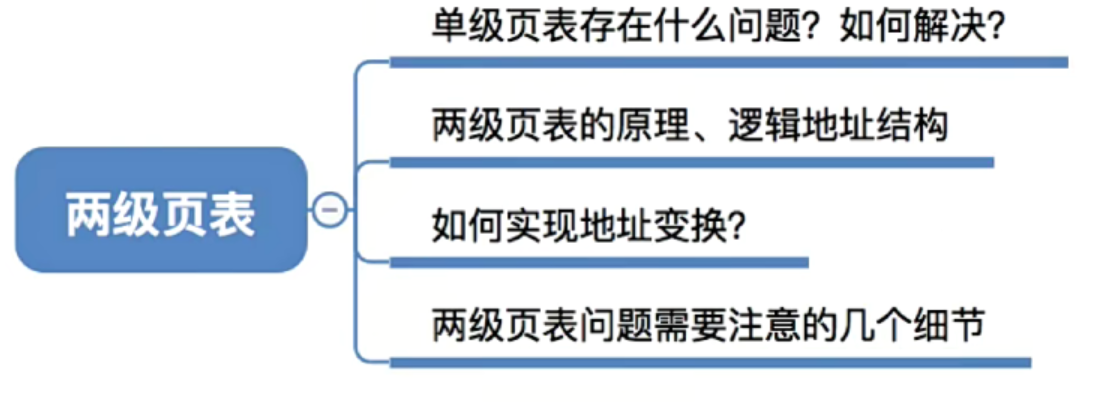 单级页表存在什么问题？如何解决？
两级页表的原理、逻辑地址结构
两级页表
如何实现地址变换？
两级页表问题需要注意的几个细节